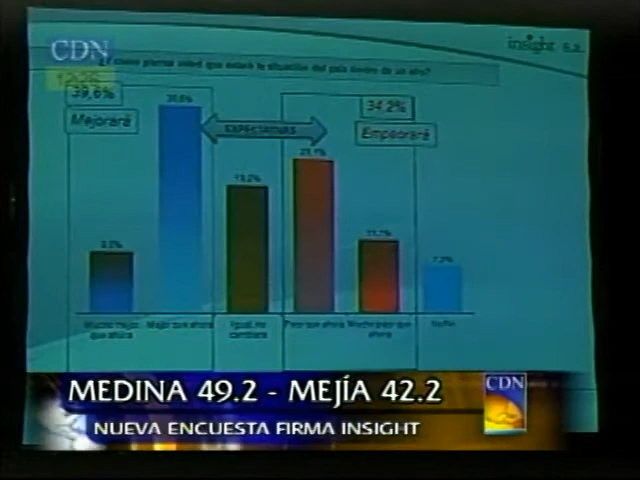 CDN
insight s.a.
¿Y cómo piensa usted que estará la situación del país dentro de un año?
39,6%
Mejorará
34,2%
Empeorará
EXPECTATIVAS
Mucho mejor que ahora
Mejor que ahora
Igual, no cambiará
Peor que ahora
Mucho peor que ahora
7,2%
MEDINA 49.2 - MEJÍA 42.2
CDN
NUEVA ENCUESTA FIRMA INSIGHT